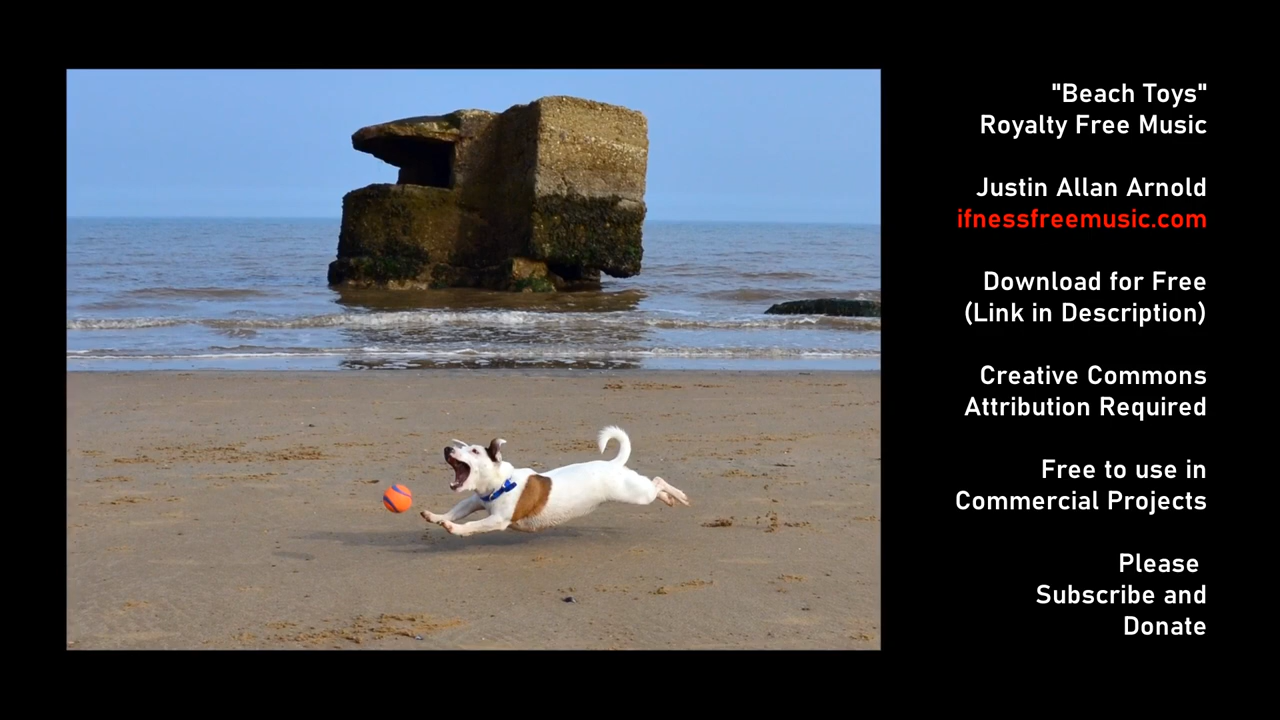 "Beach Toys"
Royalty Free Music
Justin Allan Arnold
ifnessfreemusic.com
Download for Free
(Link in Description)
Creative Commons
Attribution Required
Free to use in
Commercial Projects
Please
Subscribe and
Donate